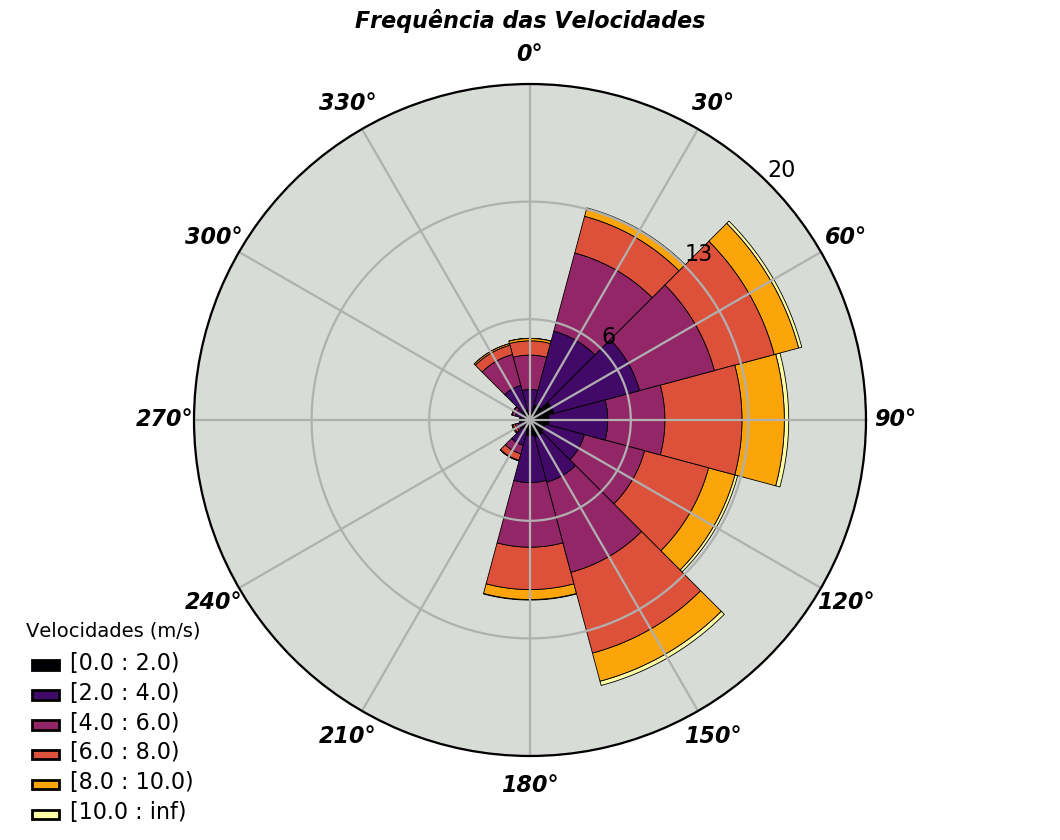 Frequência das Velocidades
0°
330°
30°
20
300°
60°
13
6
270°
90°
240°
120°
210°
150°
180°
Velocidades (m/s)
[0.0 : 2.0)
[2.0 : 4.0)
[4.0 : 6.0)
[6.0 : 8.0)
[8.0 : 10.0)
[10.0 : inf)